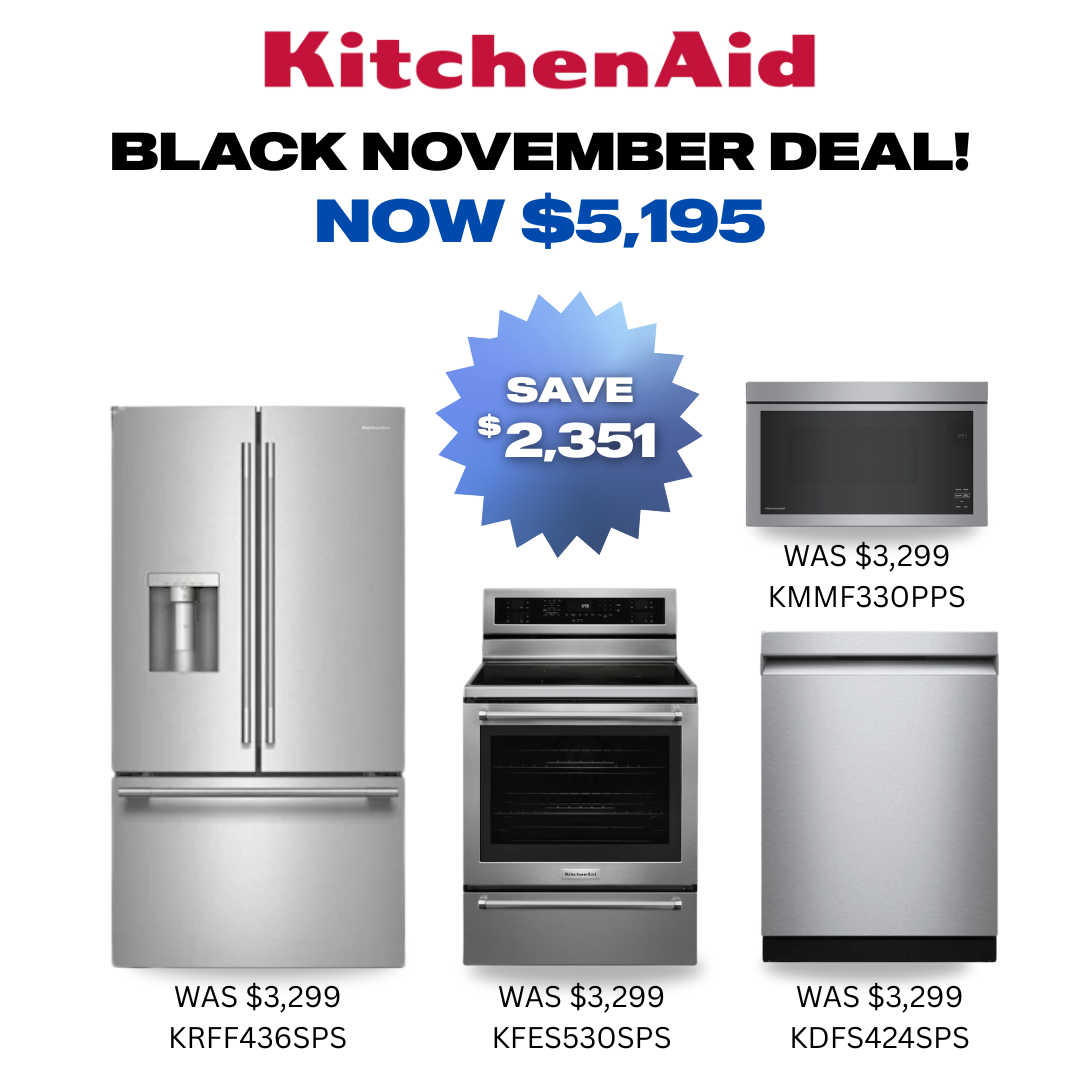 KitchenAid
BLACK NOVEMBER DEAL!
NOW $5,195
SAVE
$2,351
WAS $3,299
KMMF330PPS
KitchenAid
WAS $3,299
KRFF436SPS
WAS $3,299
KFES530SPS
WAS $3,299
KDFS424SPS